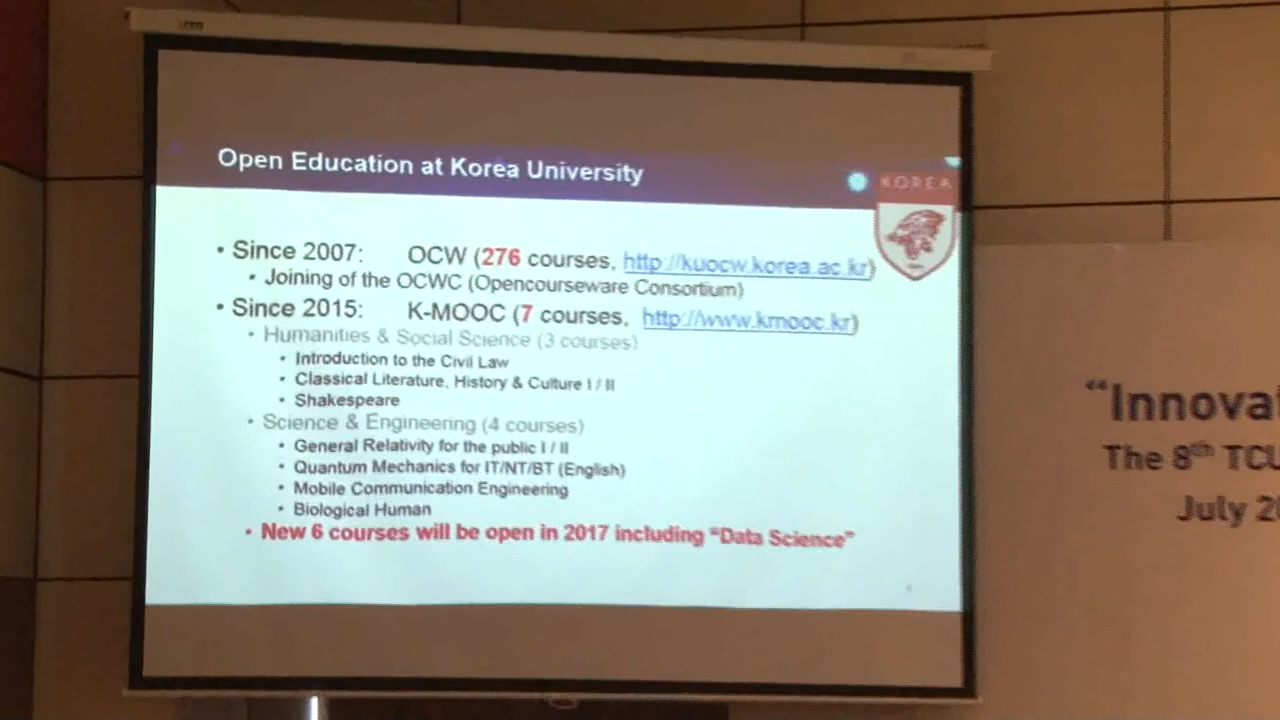 Open Education at Korea University
KOREA
• Since 2007: OCW (276 courses, http://kuocw.korea.ac.kr)
• Joining of the OCWC (Opencourseware Consortium)
• Since 2015: K-MOOC (7 courses, http://www.kmooc.kr)
• Humanities & Social Science (3 courses)
• Introduction to the Civil Law
• Classical Literature, History & Culture I / II
• Shakespeare
• Science & Engineering (4 courses)
• General Relativity for the public I / II
• Quantum Mechanics for IT/NT/BT (English)
• Mobile Communication Engineering
• Biological Human
• New 6 courses will be open in 2017 including "Data Science"
"Innovat
The 8th TCU
July 20